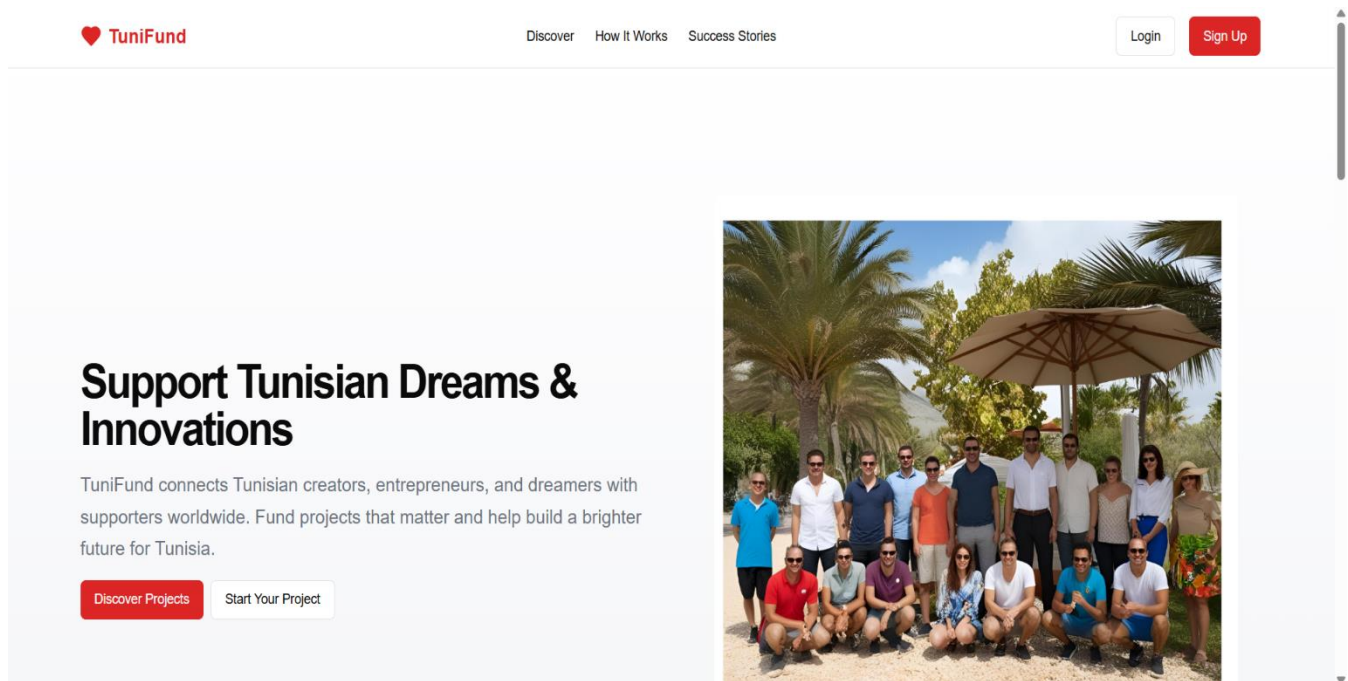 TuniFund
Discover How It Works Success Stories
Login
Sign Up
Support Tunisian Dreams &
Innovations
TuniFund connects Tunisian creators, entrepreneurs, and dreamers with
supporters worldwide. Fund projects that matter and help build a brighter
future for Tunisia.
Discover Projects
Start Your Project